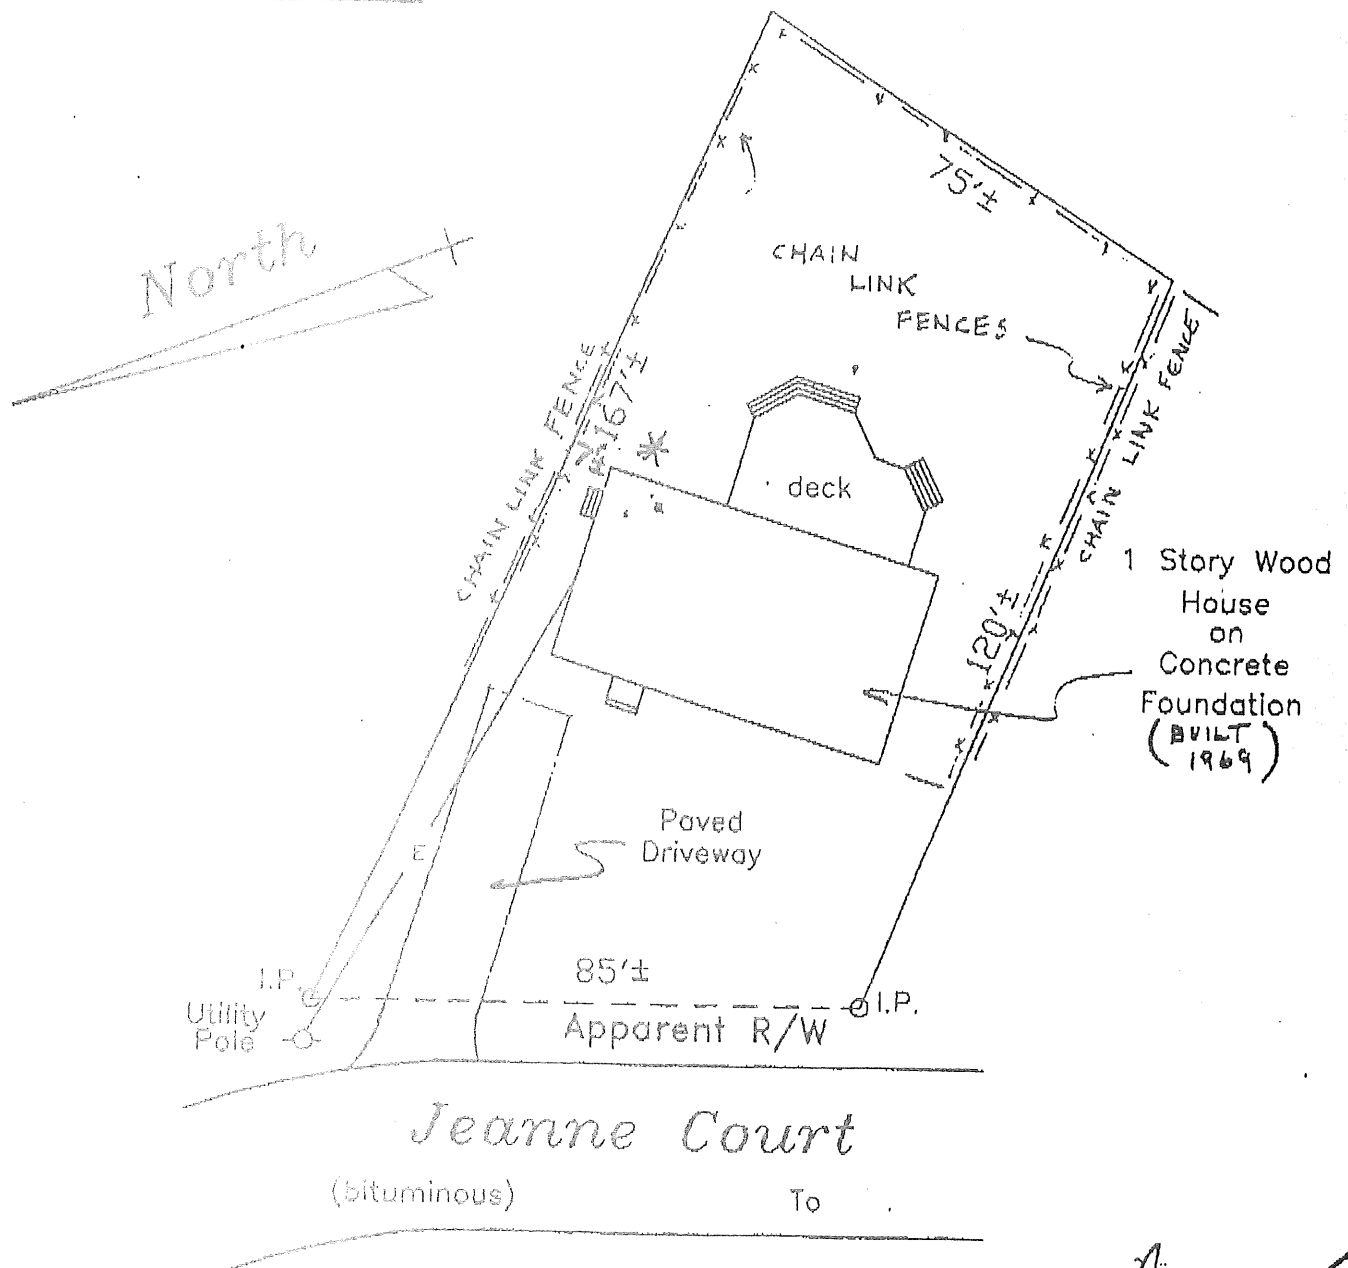 75'±
North
CHAIN
LINK
FENCES
CHAIN LINK FENCE
167'±
CHAIN LINK FENCE
deck
120'±
1 Story Wood
House
on
Concrete
Foundation
(BUILT
1969)
Paved
Driveway
E
I.P.
85'±
I.P.
Utility
Pole
Apparent R/W
Jeanne Court
(bituminous)
To